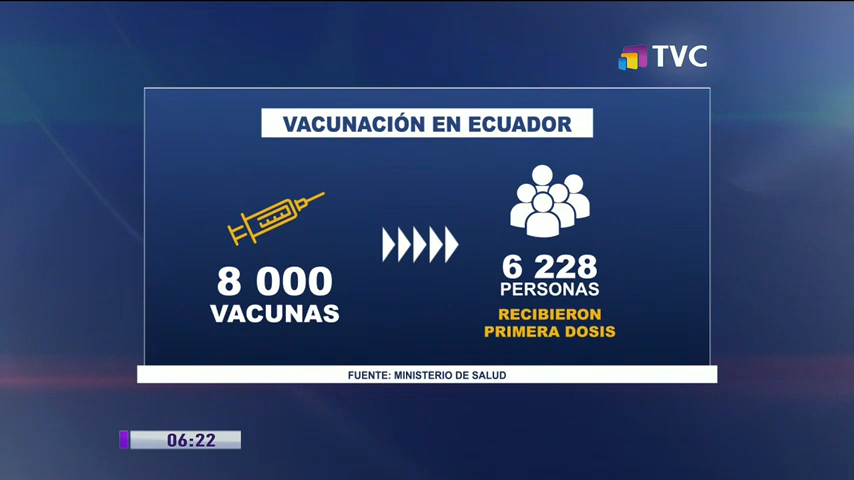 TVC
VACUNACIÓN EN ECUADOR
8 000
VACUNAS
6 228
PERSONAS
RECIBIERON
PRIMERA DOSIS
FUENTE: MINISTERIO DE SALUD
06:22